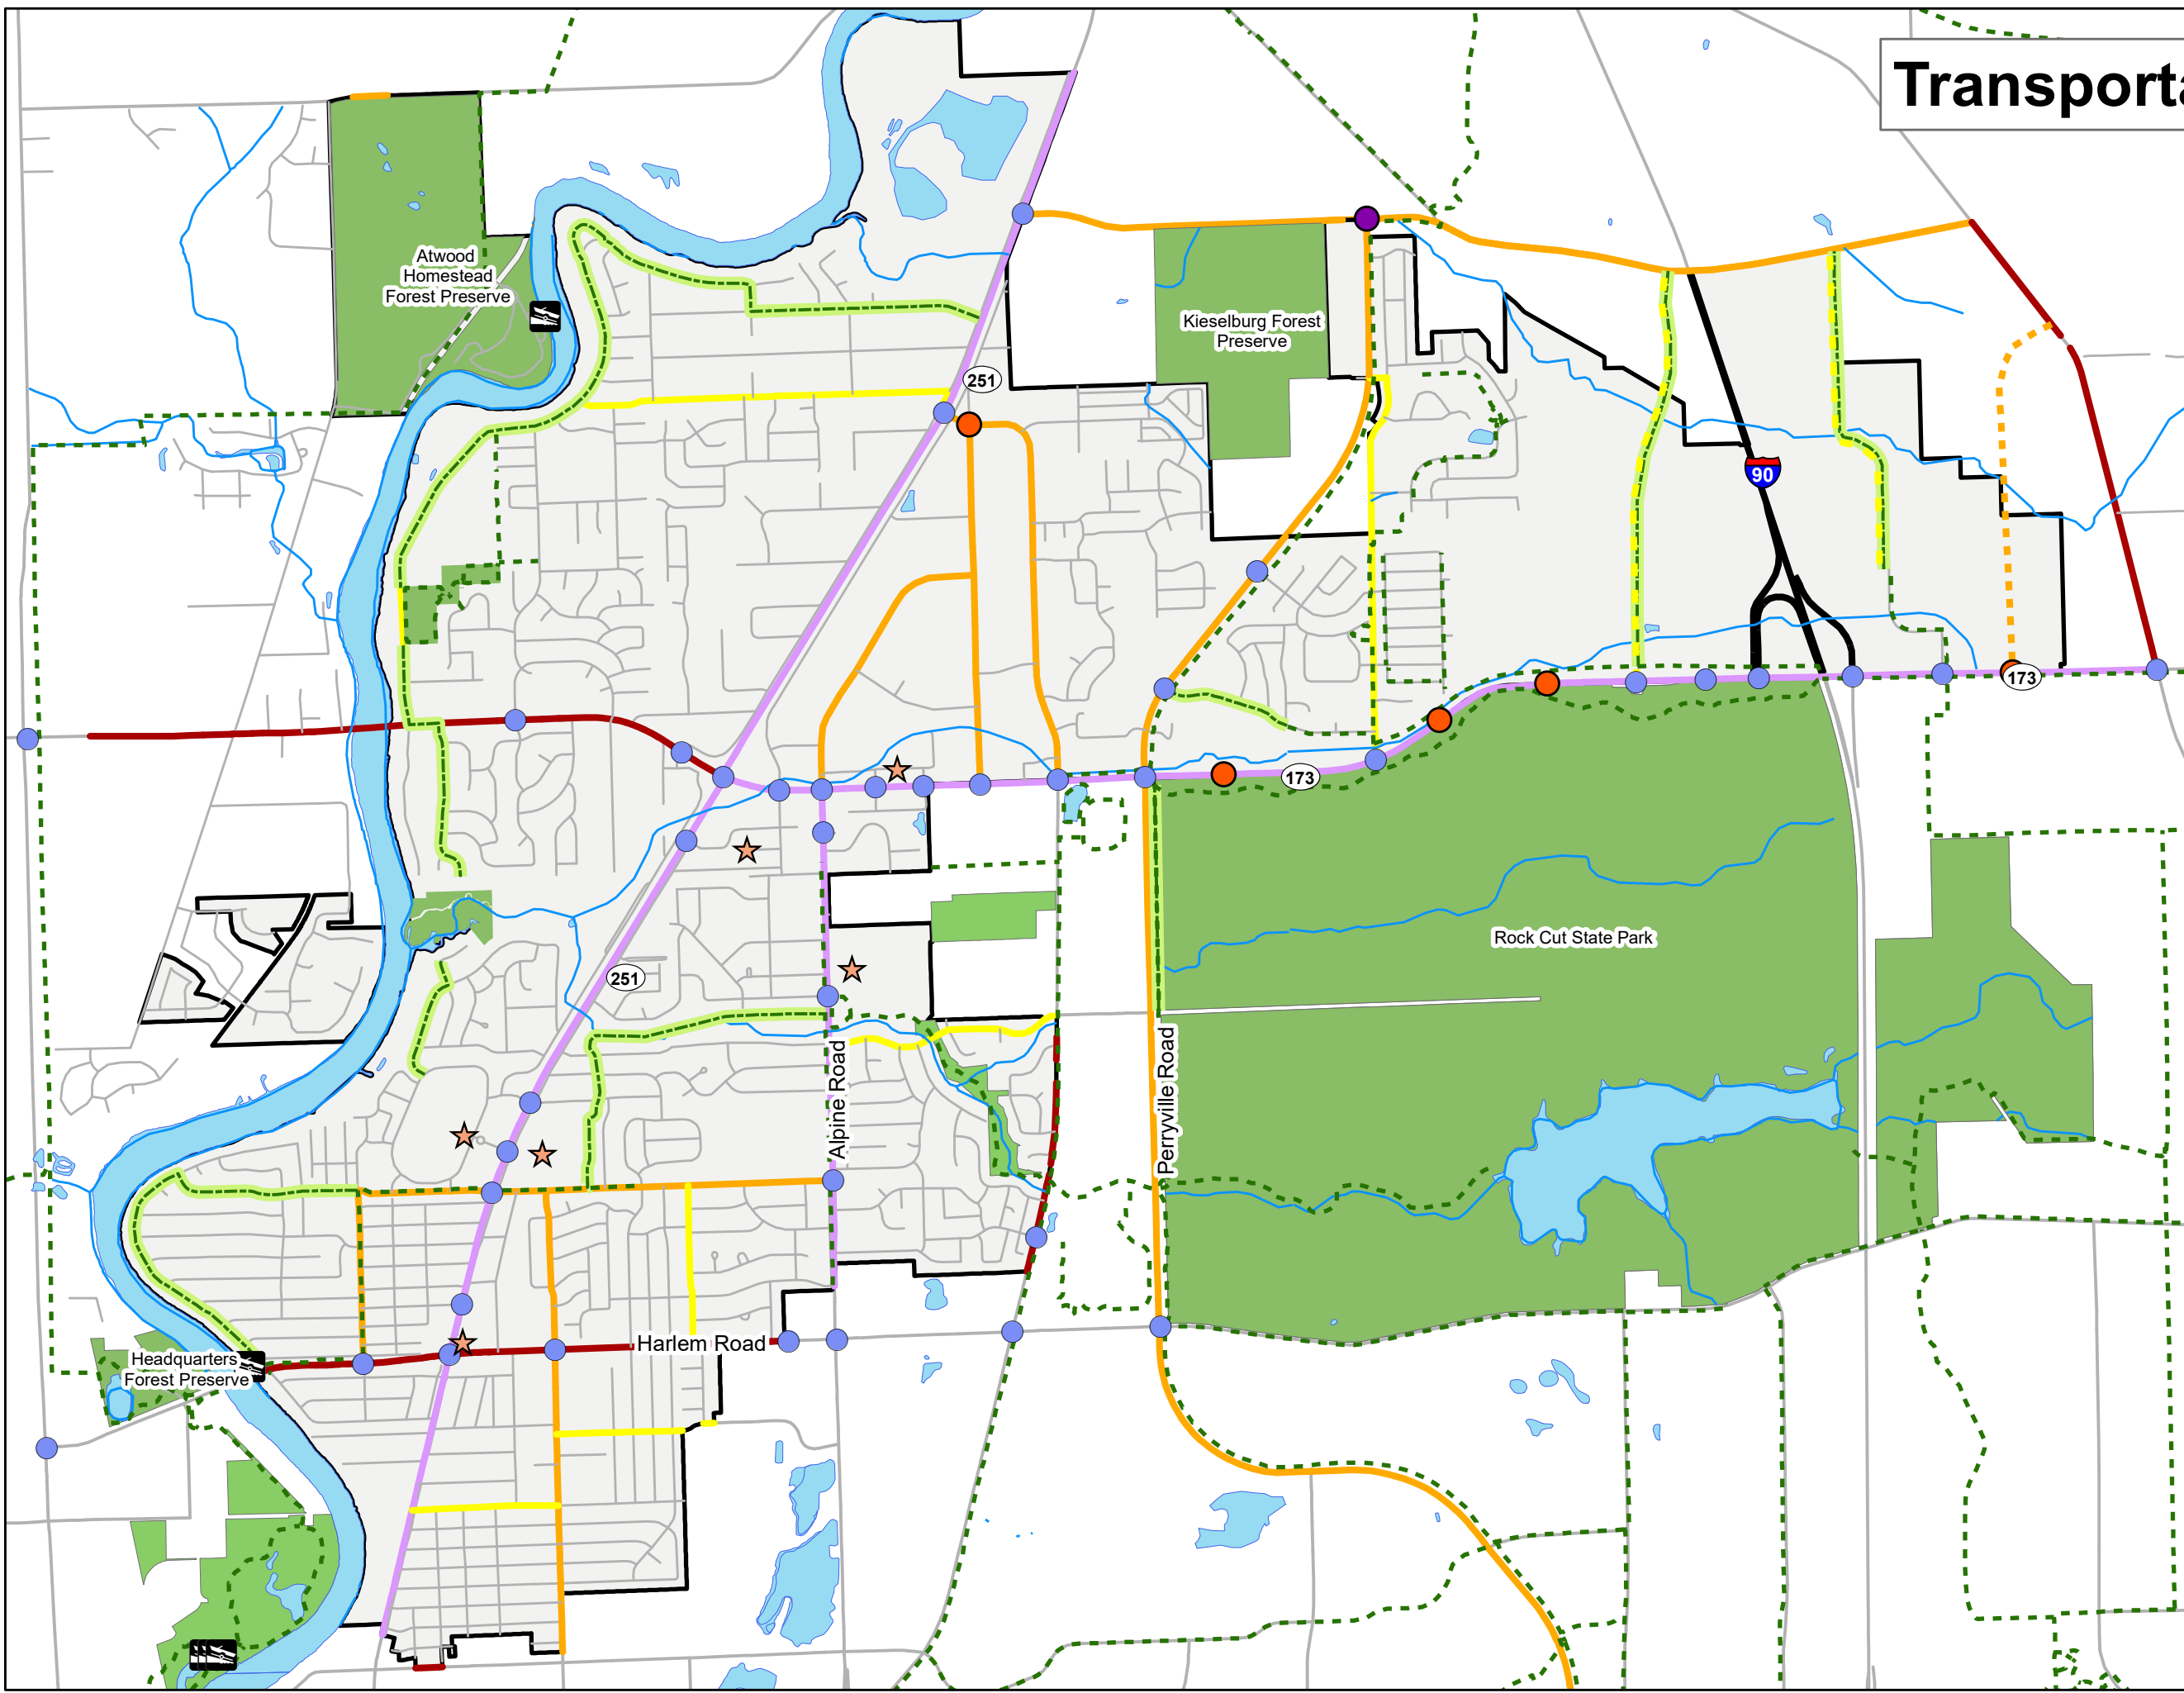 Transporta
Atwood
Homestead
Forest Preserve
Kieselburg Forest
Preserve
251
90
173
173
Rock Cut State Park
251
Alpine Road
Perryville Road
Harlem Road
Headquarters
Forest Preserve